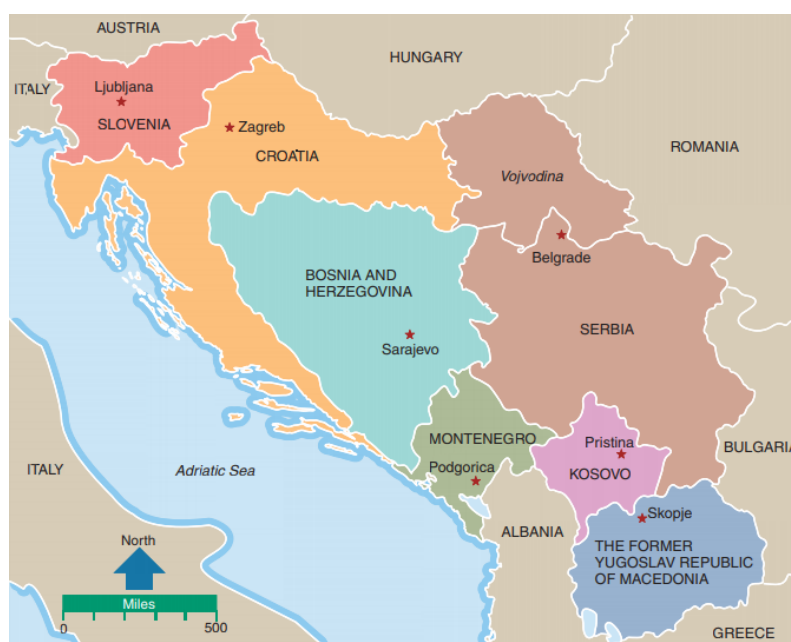 AUSTRIA
HUNGARY
ITALY
Ljubljana
SLOVENIA
Zagreb
CROATIA
ROMANIA
Vojvodina
Belgrade
BOSNIA AND
HERZEGOVINA
SERBIA
Sarajevo
MONTENEGRO
Pristina
BULGARIA
Podgorica
KOSOVO
ITALY
Adriatic Sea
Skopje
ALBANIA
North
THE FORMER
YUGOSLAV REPUBLIC
OF MACEDONIA
Miles
0
500
GREECE